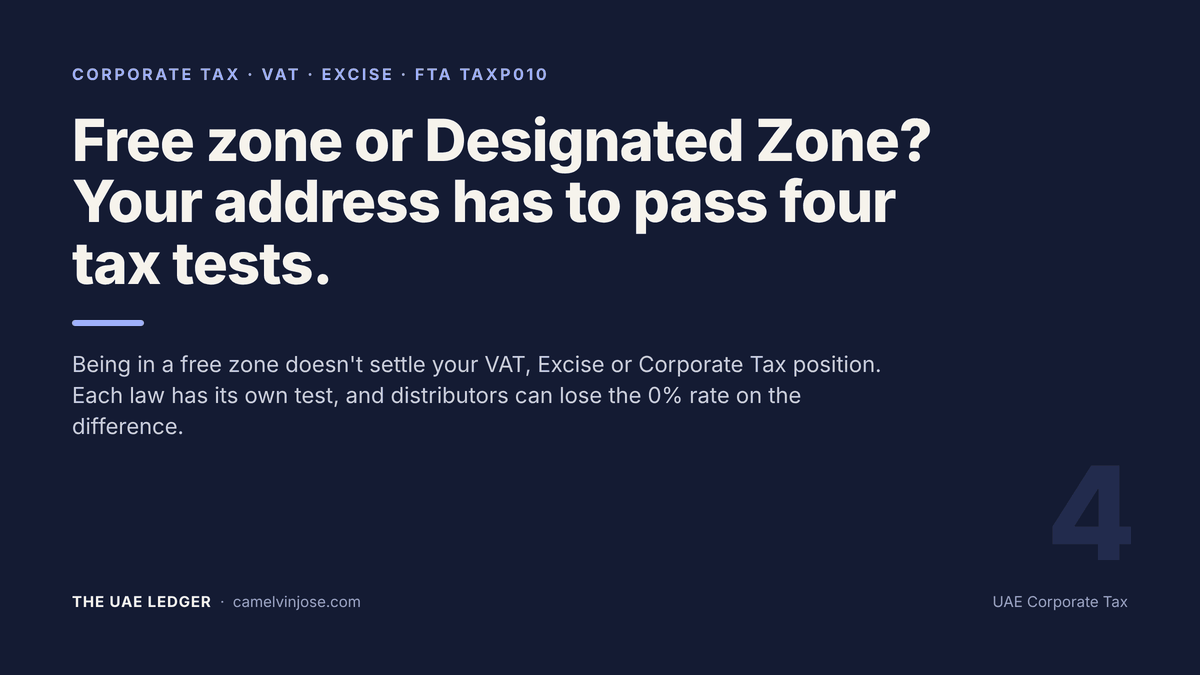 CORPORATE TAX · VAT · EXCISE · FTA TAXP010
Free zone or Designated Zone?
Your address has to pass four
tax tests.
Being in a free zone doesn't settle your VAT, Excise or Corporate Tax position.
Each law has its own test, and distributors can lose the 0% rate on the
difference.
4
THE UAE LEDGER · camelvinjose.com
UAE Corporate Tax